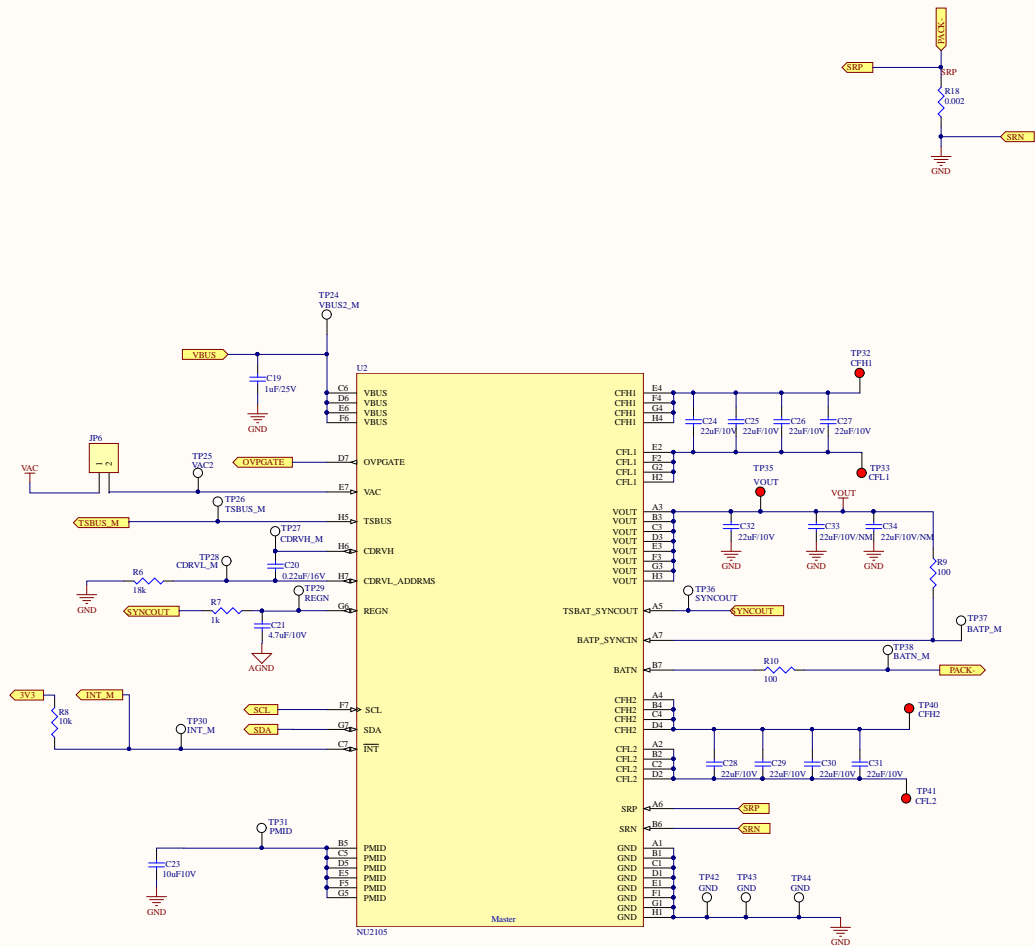 PACK-
SRP
SRP
R18
0.002
SRN
GND
TP24
VBUS2_M
VBUS
C19
1uF/25V
GND
JP6
1 2
VAC
TP25
VAC2
OVPGATE
TP26
TSBUS_M
TSBUS_M
TP27
CDRVH_M
TP28
CDRVL_M
C20
0.22uF/16V
R6
18k
GND
TP29
REGN
R7
1k
SYNCOUT
C21
4.7uF/10V
AGND
3V3
INT_M
R8
10k
TP30
INT_M
SCL
SDA
TP31
PMID
C23
10uF10V
GND
U2
C6 VBUS
D6 VBUS
E6 VBUS
F6 VBUS
D7 OVPGATE
E7 VAC
H5 TSBUS
H6 CDRVH
H7 CDRVL_ADDRMS
G6 REGN
F7 SCL
G7 SDA
C7 INT
B5 PMID
C5 PMID
D5 PMID
E5 PMID
F5 PMID
G5 PMID
Master
NU2105
CFH1 E4
CFH1 F4
CFH1 G4
CFH1 H4
CFL1 E2
CFL1 F2
CFL1 G2
CFL1 H2
VOUT A3
VOUT B3
VOUT C3
VOUT D3
VOUT E3
VOUT F3
VOUT G3
VOUT H3
TSBAT_SYNCOUT A5
BATP_SYNCIN A7
BATN B7
CFH2 A4
CFH2 B4
CFH2 C4
CFH2 D4
CFL2 A2
CFL2 B2
CFL2 C2
CFL2 D2
SRP A6
SRN B6
GND A1
GND B1
GND C1
GND D1
GND E1
GND F1
GND G1
GND H1
TP32
CFH1
C24
22uF/10V
C25
22uF/10V
C26
22uF/10V
C27
22uF/10V
TP33
CFL1
TP35
VOUT
VOUT
C32
22uF/10V
GND
C33
22uF/10V/NM
GND
C34
22uF/10V/NM
GND
R9
100
TP36
SYNCOUT
SYNCOUT
TP37
BATP_M
TP38
BATN_M
R10
100
PACK-
TP40
CFH2
C28
22uF/10V
C29
22uF/10V
C30
22uF/10V
C31
22uF/10V
TP41
CFL2
SRP
SRN
TP42
GND
TP43
GND
TP44
GND
GND